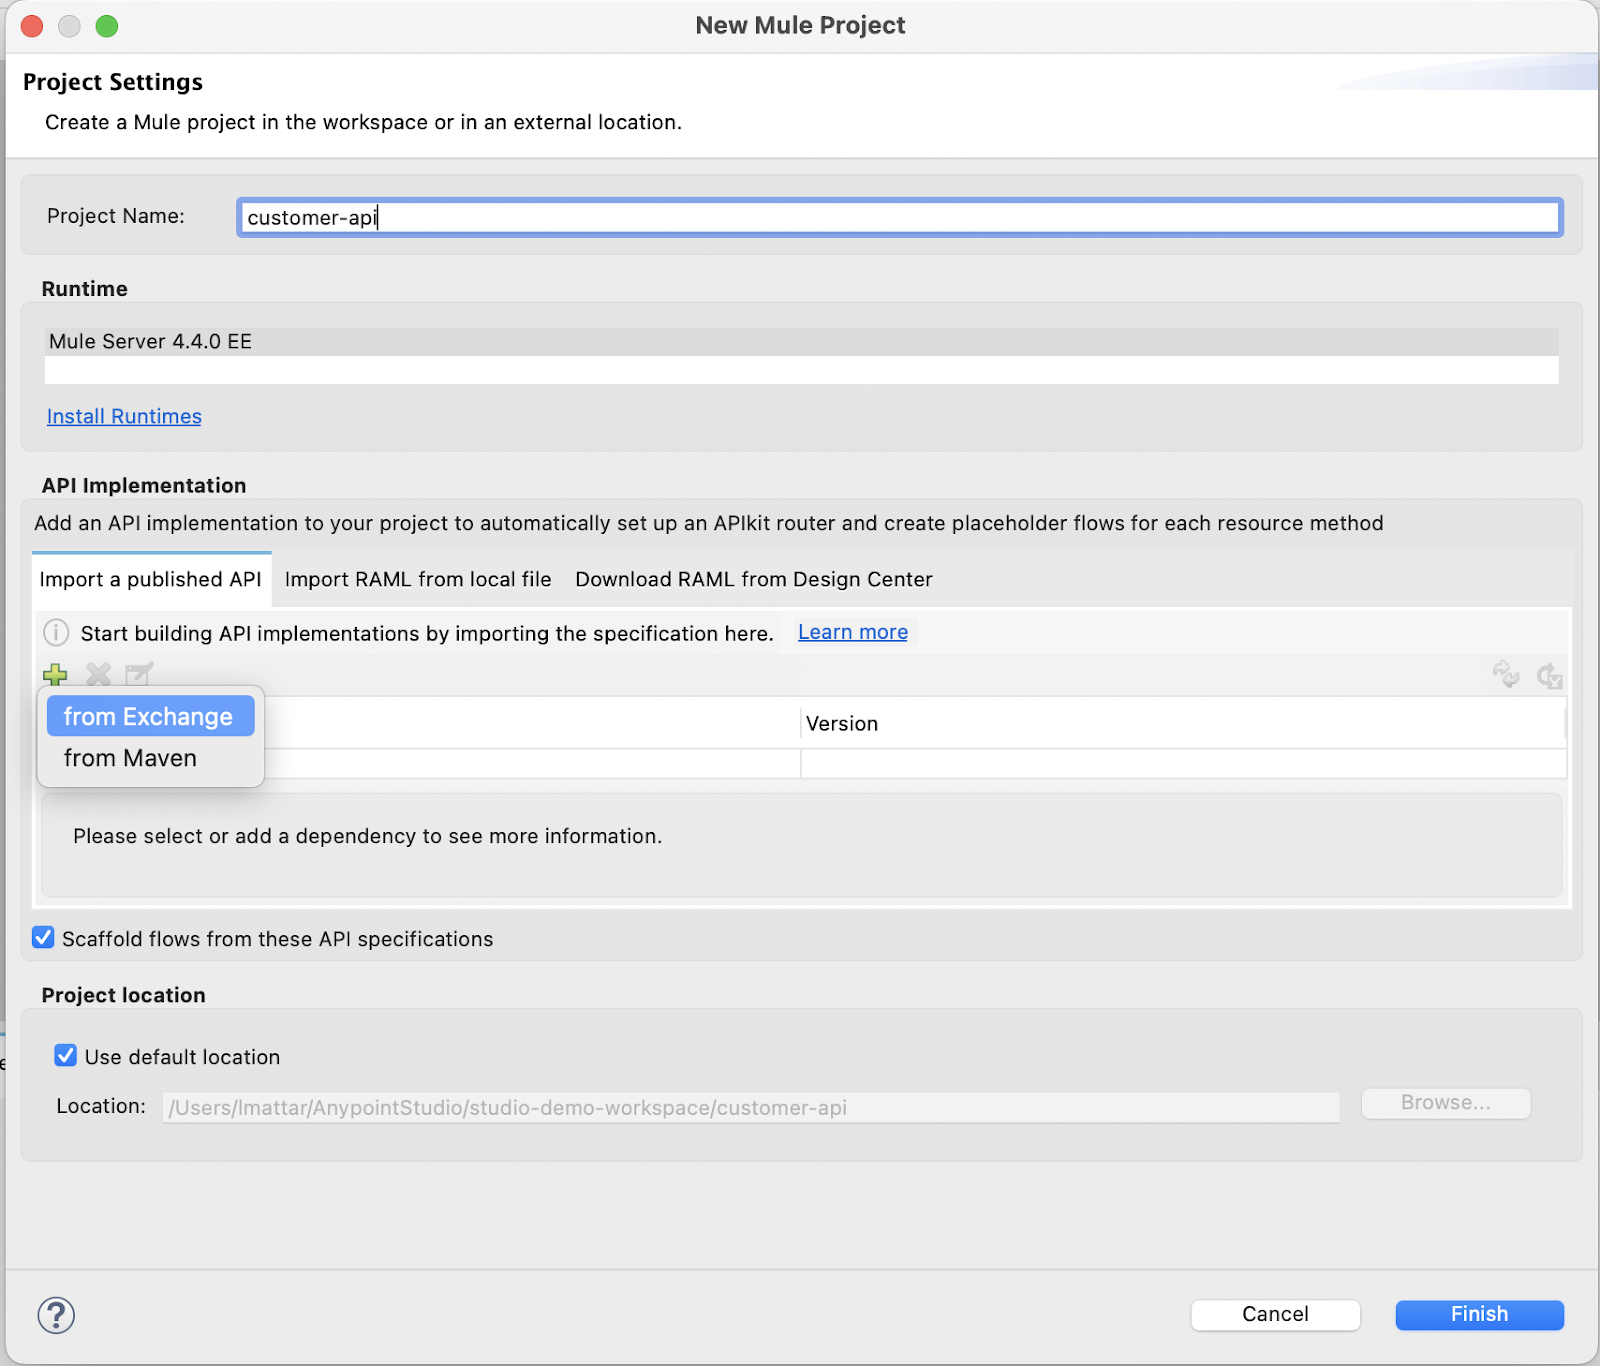 New Mule Project
Project Settings
Create a Mule project in the workspace or in an external location.
Project Name: customer-api
Runtime
Mule Server 4.4.0 EE
Install Runtimes
API Implementation
Add an API implementation to your project to automatically set up an APIkit router and create placeholder flows for each resource method
Import a published API Import RAML from local file Download RAML from Design Center
Start building API implementations by importing the specification here. Learn more
from Exchange
Version
from Maven
Please select or add a dependency to see more information.
Scaffold flows from these API specifications
Project location
Use default location
Location: /Users/lmattar/AnypointStudio/studio-demo-workspace/customer-api Browse...
? Cancel Finish